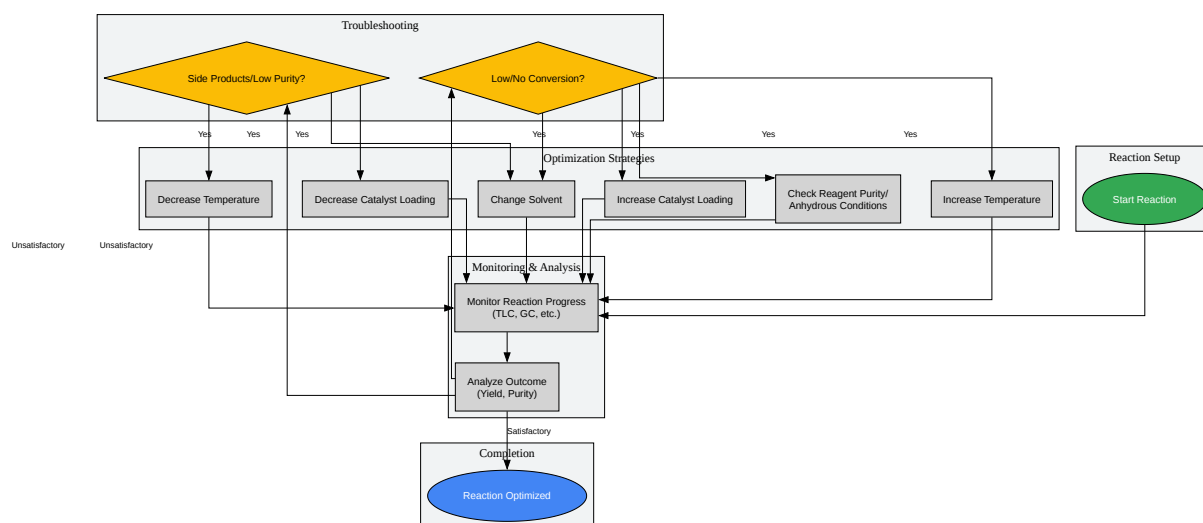 Troubleshooting
Side Products/Low Purity?
Low/No Conversion?
Yes
Yes
Yes
Yes
Yes
Yes
Optimization Strategies
Reaction Setup
Decrease Temperature
Decrease Catalyst Loading
Change Solvent
Increase Catalyst Loading
Check Reagent Purity/
Anhydrous Conditions
Increase Temperature
Start Reaction
Unsatisfactory
Unsatisfactory
Monitoring & Analysis
Monitor Reaction Progress
(TLC, GC, etc.)
Analyze Outcome
(Yield, Purity)
Satisfactory
Completion
Reaction Optimized